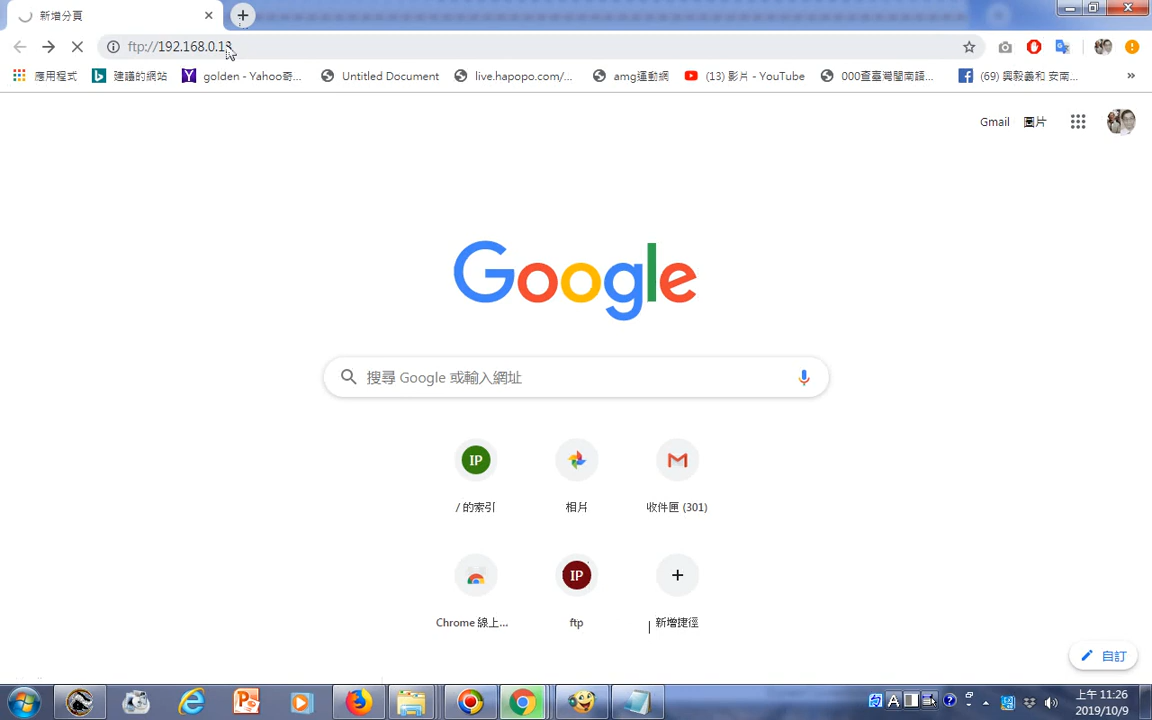 新增分頁
ftp://192.168.0.13
應用程式 建議的網站 golden - Yahoo奇... Untitled Document live.hapopo.com/... amg運動網 (13) 影片 - YouTube 000查臺灣閩南語... (69) 興毅義和 安南... »
Gmail 圖片
Google
搜尋 Google 或輸入網址
IP
/ 的索引 相片 收件匣 (301)
IP
Chrome 線上... ftp 新增捷徑
自訂
上午 11:26
2019/10/9